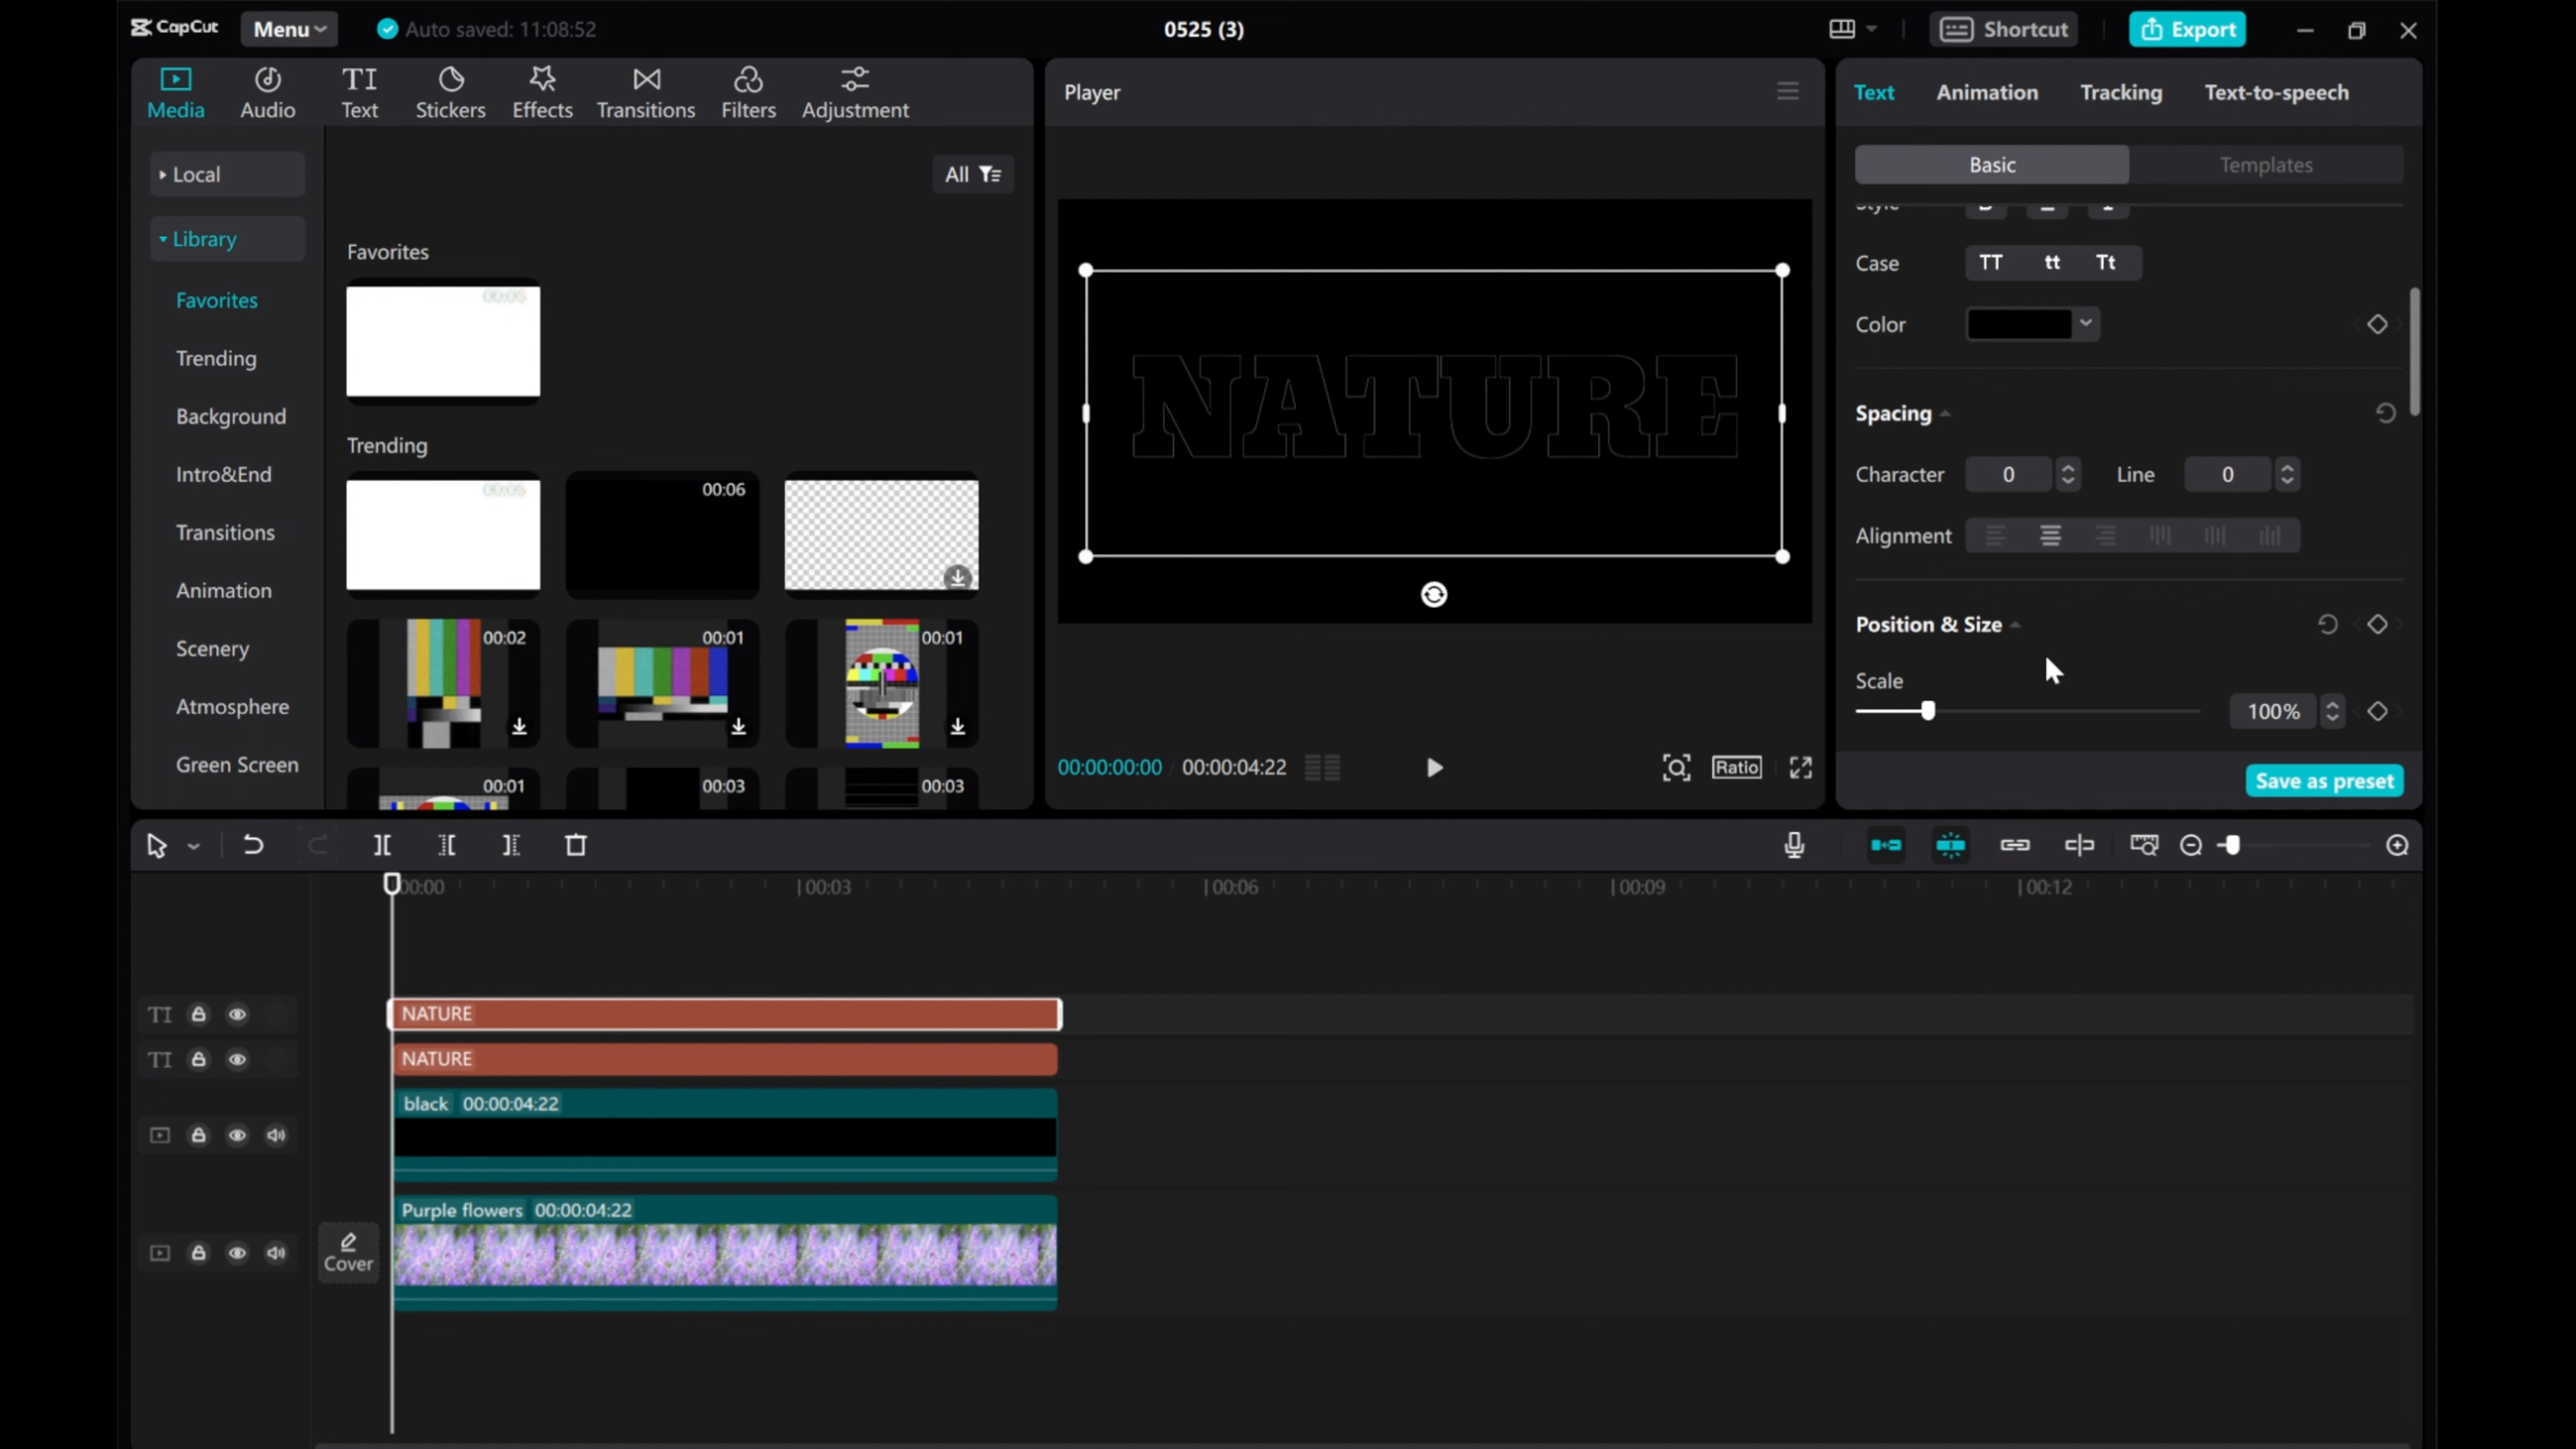 CapCut Menu Auto saved: 11:08:52 0525 (3) Shortcut Export
Media Audio Text Stickers Effects Transitions Filters Adjustment
Player
Text Animation Tracking Text-to-speech
Local
Library
Favorites
Trending
Background
Intro&End
Transitions
Animation
Scenery
Atmosphere
Green Screen
All
Favorites
00:06
Trending
00:06
00:06
00:02
00:01
00:01
00:01
00:03
00:03
NATURE
00:00:00:00 / 00:00:04:22
Ratio
Basic Templates
Style
Case TT tt Tt
Color
Spacing
Character 0 Line 0
Alignment
Position & Size
Scale
100%
Save as preset
00:00 00:03 00:06 00:09 00:12
TI NATURE
TI NATURE
black 00:00:04:22
Purple flowers 00:00:04:22
Cover